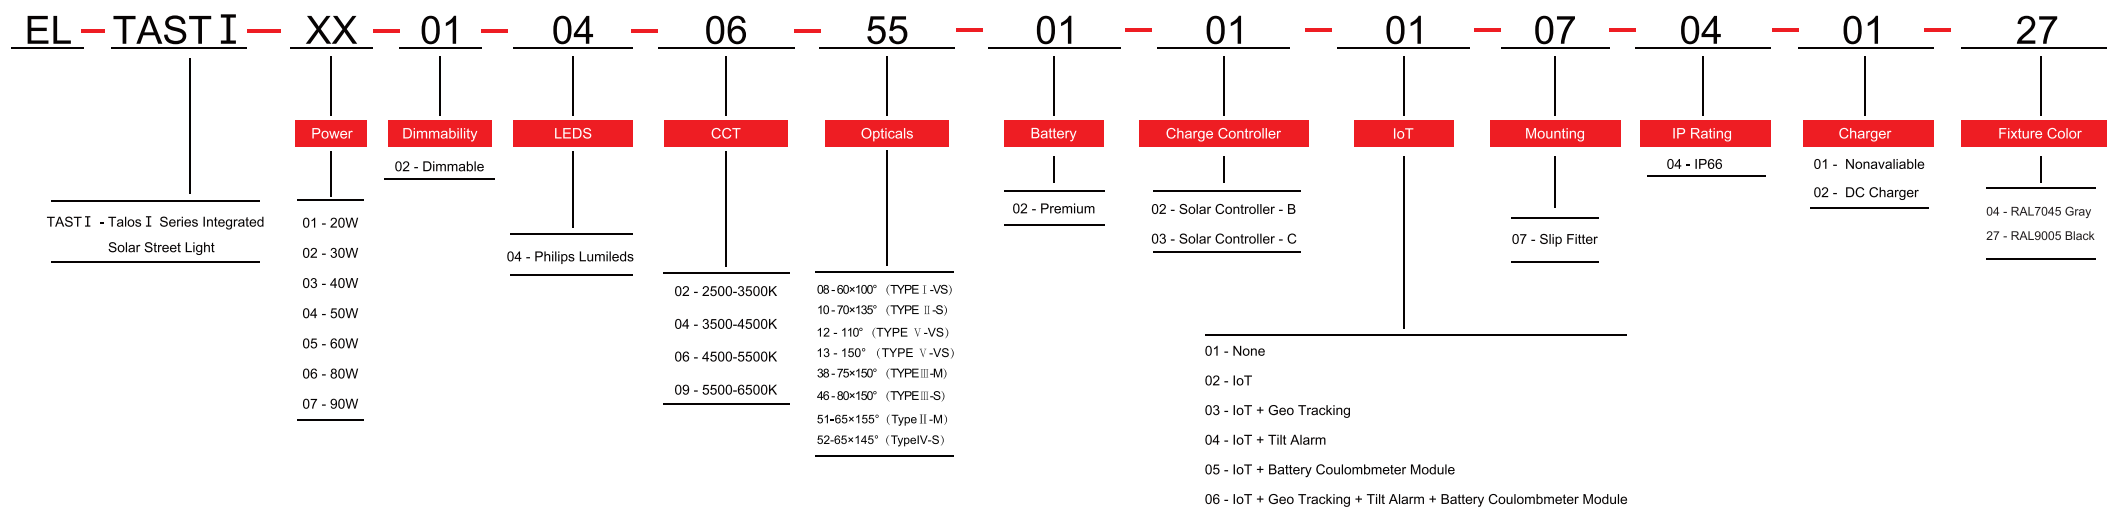 EL – TAST Ⅰ – XX – 01 – 04 – 06 – 55 – 01 – 01 – 01 – 07 – 04 – 01 – 27
TAST Ⅰ - Talos Ⅰ Series Integrated
Solar Street Light
Power
01 - 20W
02 - 30W
03 - 40W
04 - 50W
05 - 60W
06 - 80W
07 - 90W
Dimmability
02 - Dimmable
LEDS
04 - Philips Lumileds
CCT
02 - 2500-3500K
04 - 3500-4500K
06 - 4500-5500K
09 - 5500-6500K
Opticals
08 - 60×100° (TYPE Ⅰ-VS)
10 - 70×135° (TYPE Ⅱ-S)
12 - 110° (TYPE Ⅴ-VS)
13 - 150° (TYPE Ⅴ-VS)
38 - 75×150° (TYPEⅢ-M)
46 - 80×150° (TYPEⅢ-S)
51-65×155° (Type Ⅱ-M)
52-65×145° (TypeIV-S)
Battery
02 - Premium
Charge Controller
02 - Solar Controller - B
03 - Solar Controller - C
IoT
01 - None
02 - IoT
03 - IoT + Geo Tracking
04 - IoT + Tilt Alarm
05 - IoT + Battery Coulombmeter Module
06 - IoT + Geo Tracking + Tilt Alarm + Battery Coulombmeter Module
Mounting
07 - Slip Fitter
IP Rating
04 - IP66
Charger
01 - Nonavaliable
02 - DC Charger
Fixture Color
04 - RAL7045 Gray
27 - RAL9005 Black